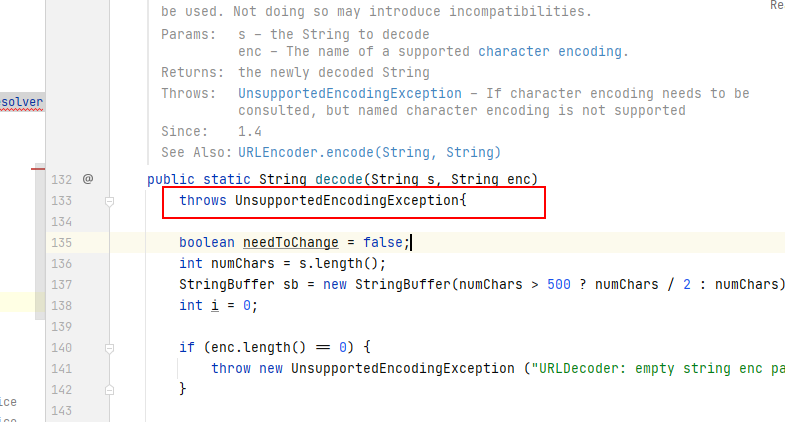 Re
be used. Not doing so may introduce incompatibilities.
Params: s – the String to decode
enc – The name of a supported character encoding.
Returns: the newly decoded String
Throws: UnsupportedEncodingException – If character encoding needs to be
consulted, but named character encoding is not supported
Since: 1.4
See Also: URLEncoder.encode(String, String)
esolver
132 @ public static String decode(String s, String enc)
133 throws UnsupportedEncodingException{
134
135 boolean needToChange = false;
136 int numChars = s.length();
137 StringBuffer sb = new StringBuffer(numChars > 500 ? numChars / 2 : numChars)
138 int i = 0;
139
140 if (enc.length() == 0) {
141 throw new UnsupportedEncodingException ("URLDecoder: empty string enc pa
142 }
143
ice
ice